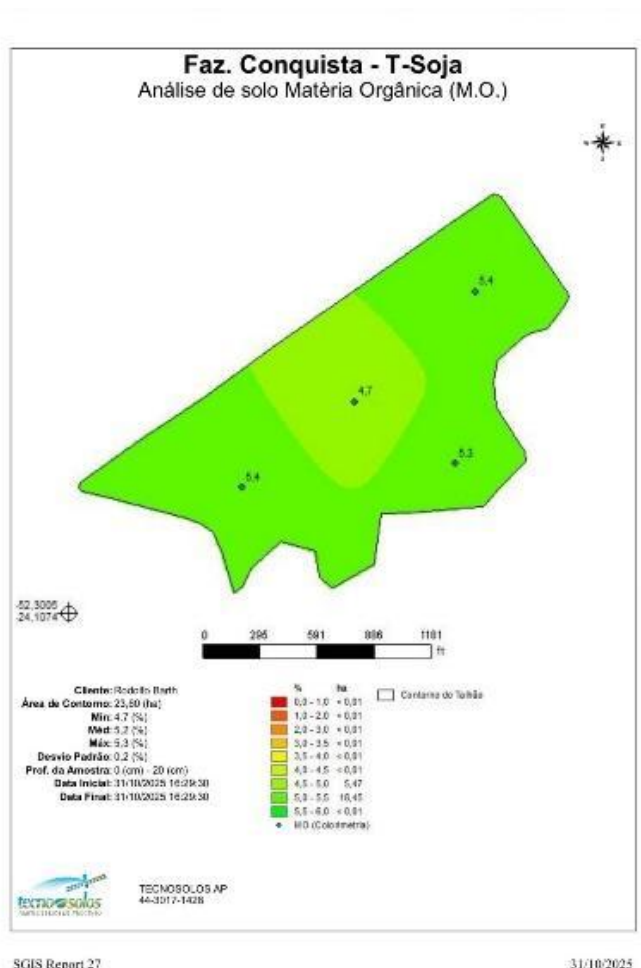 Faz. Conquista - T-Soja
Análise de solo Matèria Orgânica (M.O.)
5,4
4,7
5,3
5,4
-52,3005
-24,1074
0 295 591 886 1181
ft
Cliente: Rodolfo Barth
Área de Contorno: 23,60 (ha)
Min: 4,7 (%)
Méd: 5,2 (%)
Máx: 5,3 (%)
Desvio Padrão: 0,2 (%)
Prof. da Amostra: 0 (cm) - 20 (cm)
Data Inicial: 31/10/2025 16:29:30
Data Final: 31/10/2025 16:29:30
% ha
0,0 - 1,0 < 0,01
1,0 - 2,0 < 0,01
2,0 - 3,0 < 0,01
3,0 - 3,5 < 0,01
3,5 - 4,0 < 0,01
4,0 - 4,5 < 0,01
4,5 - 5,0 5,47
5,0 - 5,5 18,45
5,5 - 6,0 < 0,01
MO (Colorimetria)
Contorno do Talhão
tecnosolos
TECNOSOLOS AP
44-3017-1428
SGIS Report 27
31/10/2025